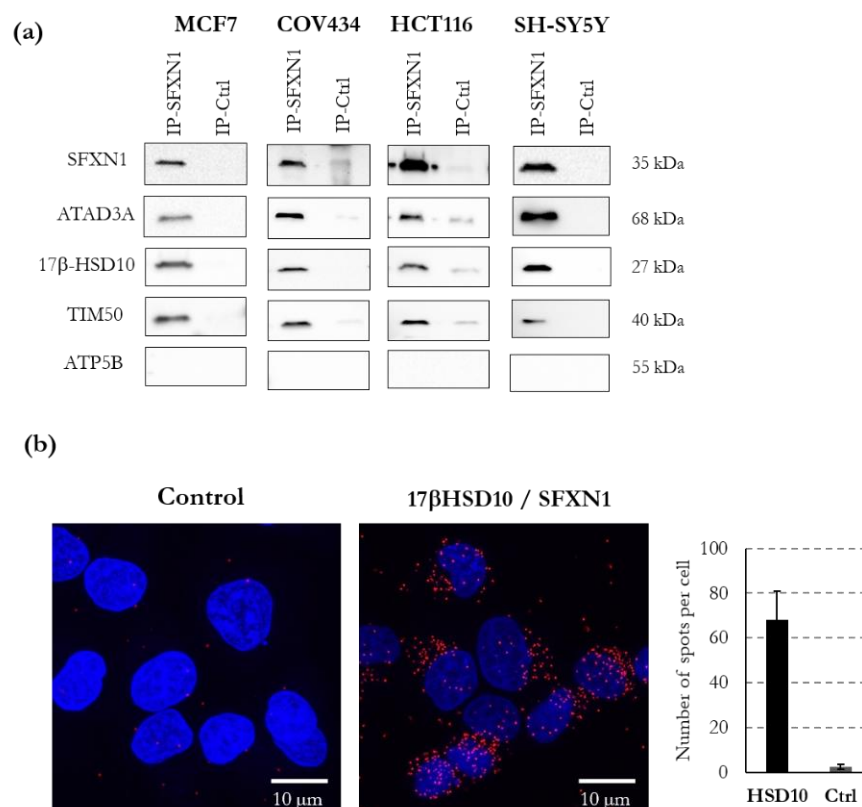 (a)
MCF7 COV434 HCT116 SH-SY5Y
IP-SFXN1 IP-Ctrl IP-SFXN1 IP-Ctrl IP-SFXN1 IP-Ctrl IP-SFXN1 IP-Ctrl
SFXN1 35 kDa
ATAD3A 68 kDa
17β-HSD10 27 kDa
TIM50 40 kDa
ATP5B 55 kDa
(b)
Control
10 µm
17βHSD10 / SFXN1
10 µm
Number of spots per cell
100
80
60
40
20
0
HSD10 Ctrl